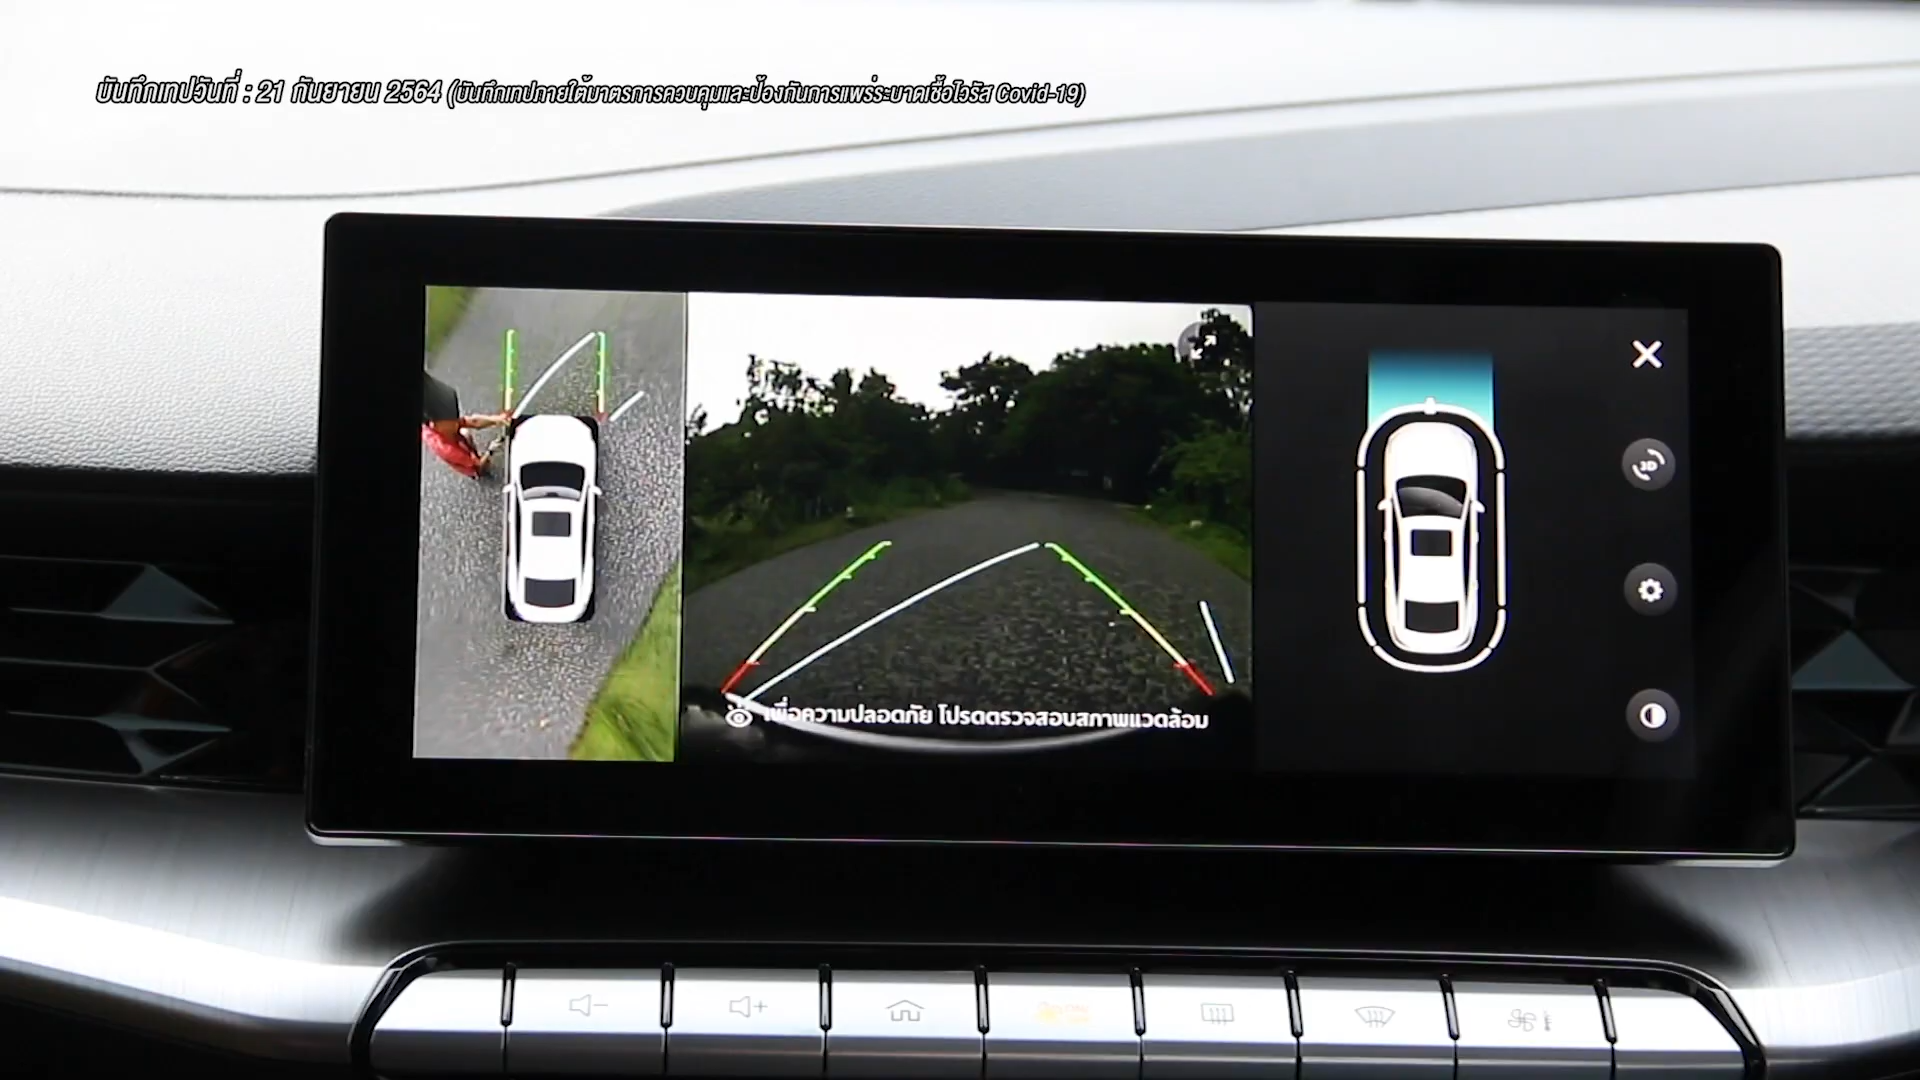 บันทึกเทปวันที่ : 21 กันยายน 2564 (บันทึกเทปภายใต้มาตรการควบคุมและป้องกันการแพร่ระบาดเชื้อไวรัส Covid-19)
3D
เพื่อความปลอดภัย โปรดตรวจสอบสภาพแวดล้อม